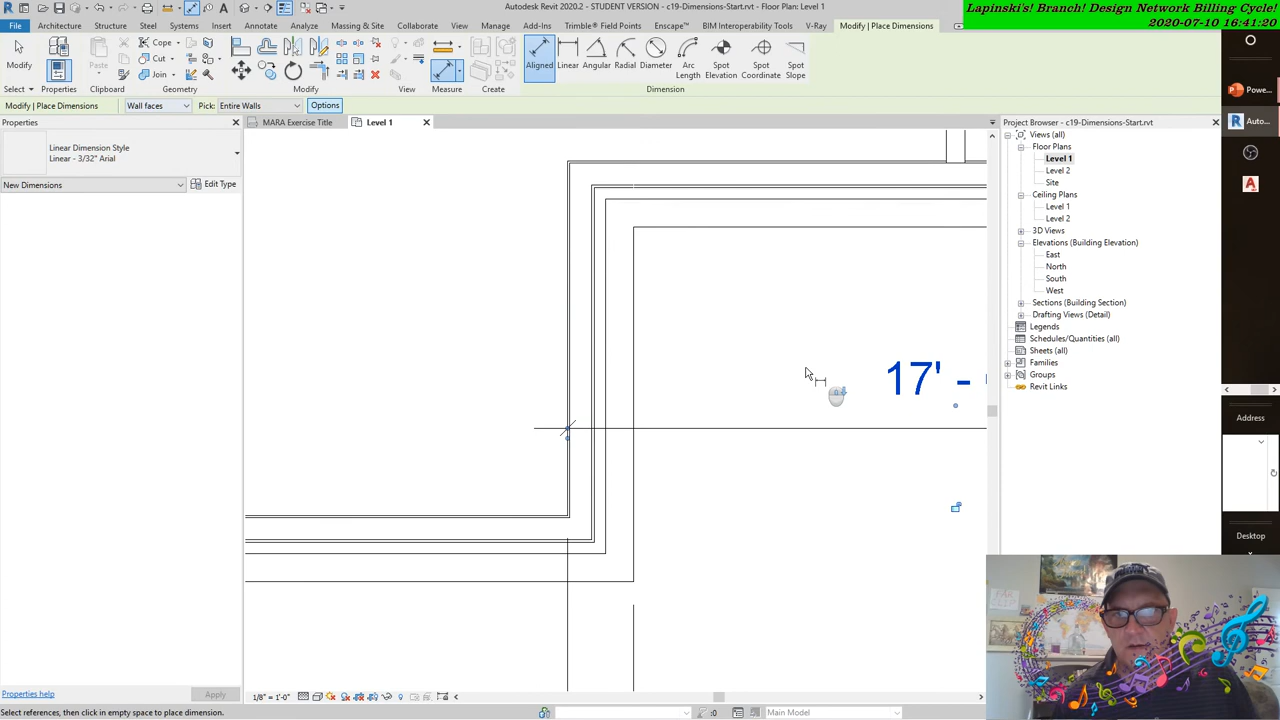 Autodesk Revit 2020.2 - STUDENT VERSION - c19-Dimensions-Start.rvt - Floor Plan: Level 1
Lapinski's! Branch! Design Network Billing Cycle!
2020-07-10 16:41:20
File Architecture Structure Steel Systems Insert Annotate Analyze Massing & Site Collaborate View Manage Add-Ins Trimble® Field Points Enscape™ BIM Interoperability Tools V-Ray Modify | Place Dimensions
Modify Paste Cope Cut Join Aligned Linear Angular Radial Diameter Arc Length Spot Elevation Spot Coordinate Spot Slope
Select Properties Clipboard Geometry Modify View Measure Create Dimension
Modify | Place Dimensions Wall faces Pick: Entire Walls Options
Properties
MARA Exercise Title
Level 1
Project Browser - c19-Dimensions-Start.rvt
Linear Dimension Style
Linear - 3/32" Arial
New Dimensions
Edit Type
Views (all)
Floor Plans
Level 1
Level 2
Site
Ceiling Plans
Level 1
Level 2
3D Views
Elevations (Building Elevation)
East
North
South
West
Sections (Building Section)
Drafting Views (Detail)
Legends
Schedules/Quantities (all)
Sheets (all)
Families
Groups
Revit Links
17' -
Powe...
Auto...
Address
Desktop
Properties help
Apply
1/8" = 1'-0"
Select references, then click in empty space to place dimension.
:0
Main Model